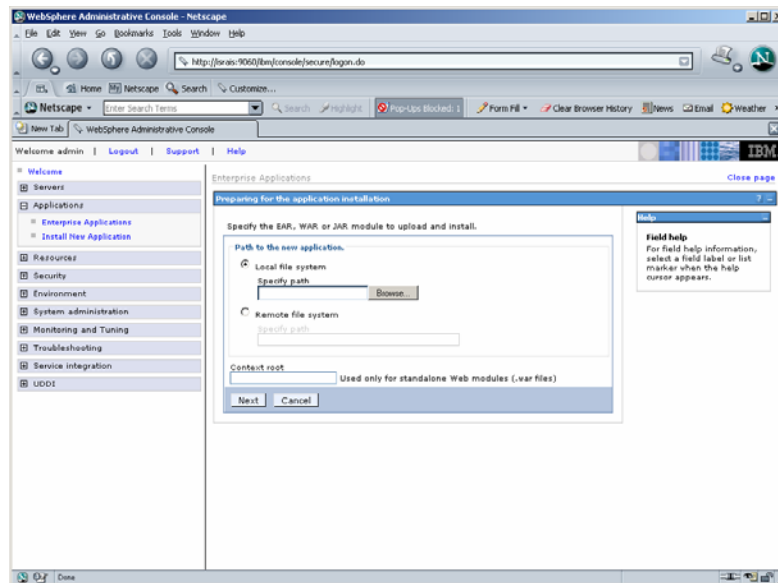 WebSphere Administrative Console - Netscape
File Edit View Go Bookmarks Tools Window Help
http://israis:9060/ibm/console/secure/logon.do
Home My Netscape Search Customize...
Netscape Enter Search Terms Search Highlight Pop-Ups Blocked: 1 Form Fill Clear Browser History News Email Weather
New Tab WebSphere Administrative Console
Welcome admin | Logout | Support | Help IBM
Welcome
Servers
Applications
Enterprise Applications
Install New Application
Resources
Security
Environment
System administration
Monitoring and Tuning
Troubleshooting
Service integration
UDDI
Enterprise Applications Close page
Preparing for the application installation ? -
Specify the EAR, WAR or JAR module to upload and install.
Path to the new application.
Local file system
Specify path
Browse...
Remote file system
Specify path
Context root
Used only for standalone Web modules (.war files)
Next Cancel
Help
Field help
For field help information,
select a field label or list
marker when the help
cursor appears.
Done